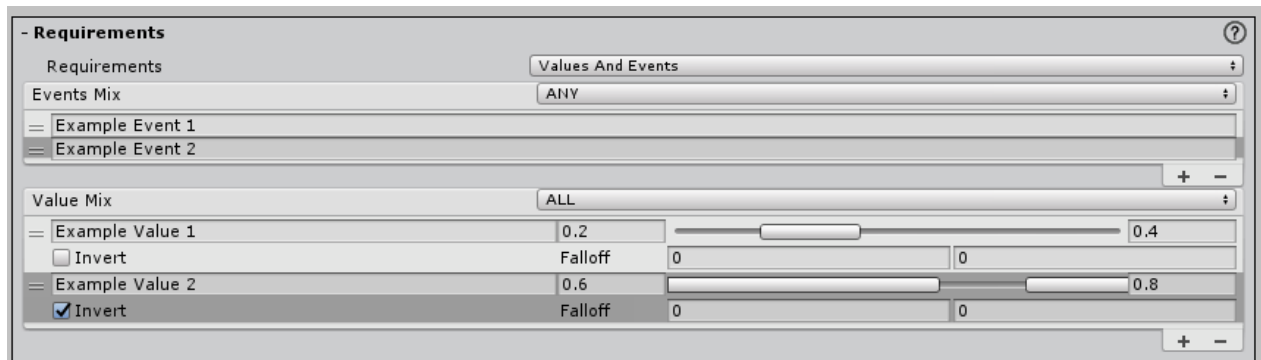 - Requirements ?
Requirements Values And Events
Events Mix ANY
Example Event 1
Example Event 2
+ −
Value Mix ALL
Example Value 1 0.2 0.4
Invert Falloff 0 0
Example Value 2 0.6 0.8
Invert Falloff 0 0
+ −